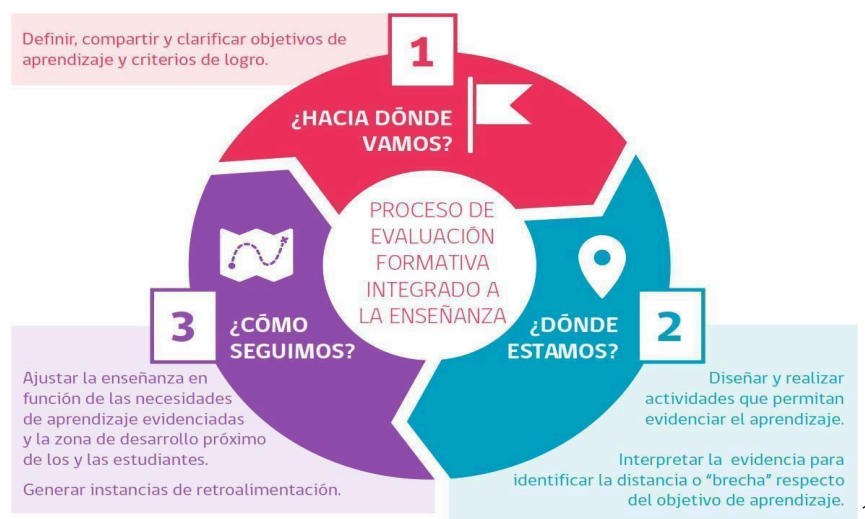 Definir, compartir y clarificar objetivos de
aprendizaje y criterios de logro.
1
¿HACIA DÓNDE
VAMOS?
PROCESO DE
EVALUACIÓN
FORMATIVA
INTEGRADO A
LA ENSEÑANZA
2
¿DÓNDE
ESTAMOS?
Diseñar y realizar
actividades que permitan
evidenciar el aprendizaje.
Interpretar la evidencia para
identificar la distancia o “brecha” respecto
del objetivo de aprendizaje.
3
¿CÓMO
SEGUIMOS?
Ajustar la enseñanza en
función de las necesidades
de aprendizaje evidenciadas
y la zona de desarrollo próximo
de los y las estudiantes.
Generar instancias de retroalimentación.